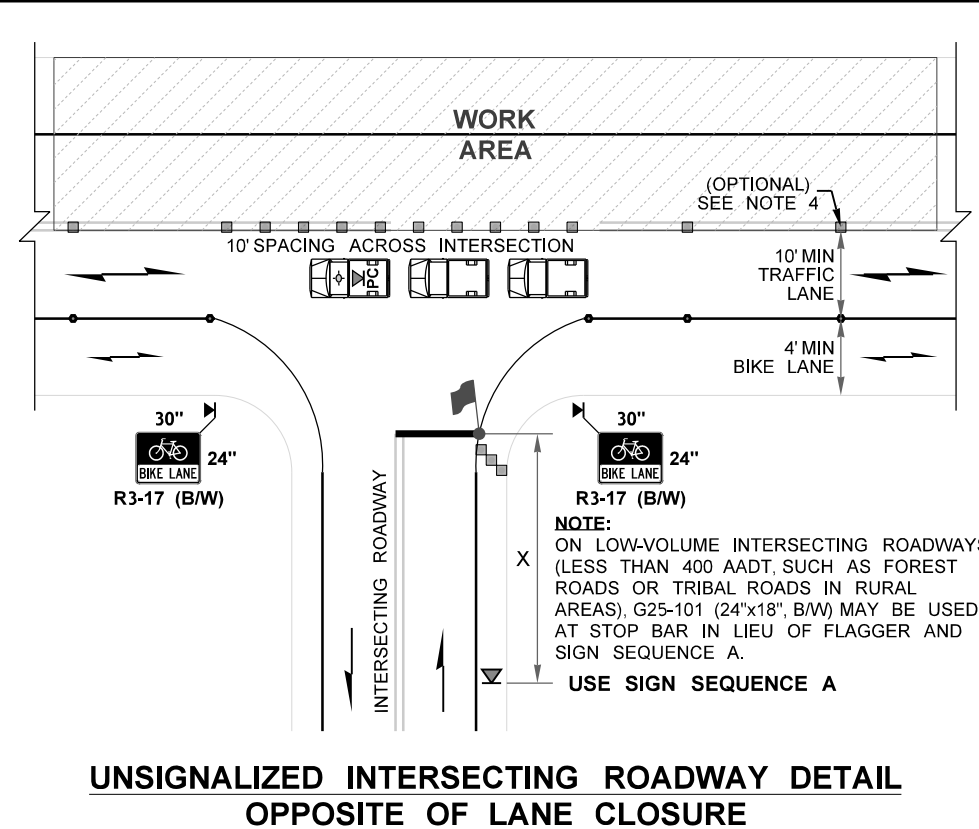 WORK
AREA
(OPTIONAL)
SEE NOTE 4
10' SPACING ACROSS INTERSECTION
PC
10' MIN
TRAFFIC
LANE
4' MIN
BIKE LANE
30"
24"
BIKE LANE
R3-17 (B/W)
30"
24"
BIKE LANE
R3-17 (B/W)
INTERSECTING ROADWAY
X
NOTE:
ON LOW-VOLUME INTERSECTING ROADWAYS
(LESS THAN 400 AADT, SUCH AS FOREST
ROADS OR TRIBAL ROADS IN RURAL
AREAS), G25-101 (24"x18", B/W) MAY BE USED
AT STOP BAR IN LIEU OF FLAGGER AND
SIGN SEQUENCE A.
USE SIGN SEQUENCE A
UNSIGNALIZED INTERSECTING ROADWAY DETAIL
OPPOSITE OF LANE CLOSURE